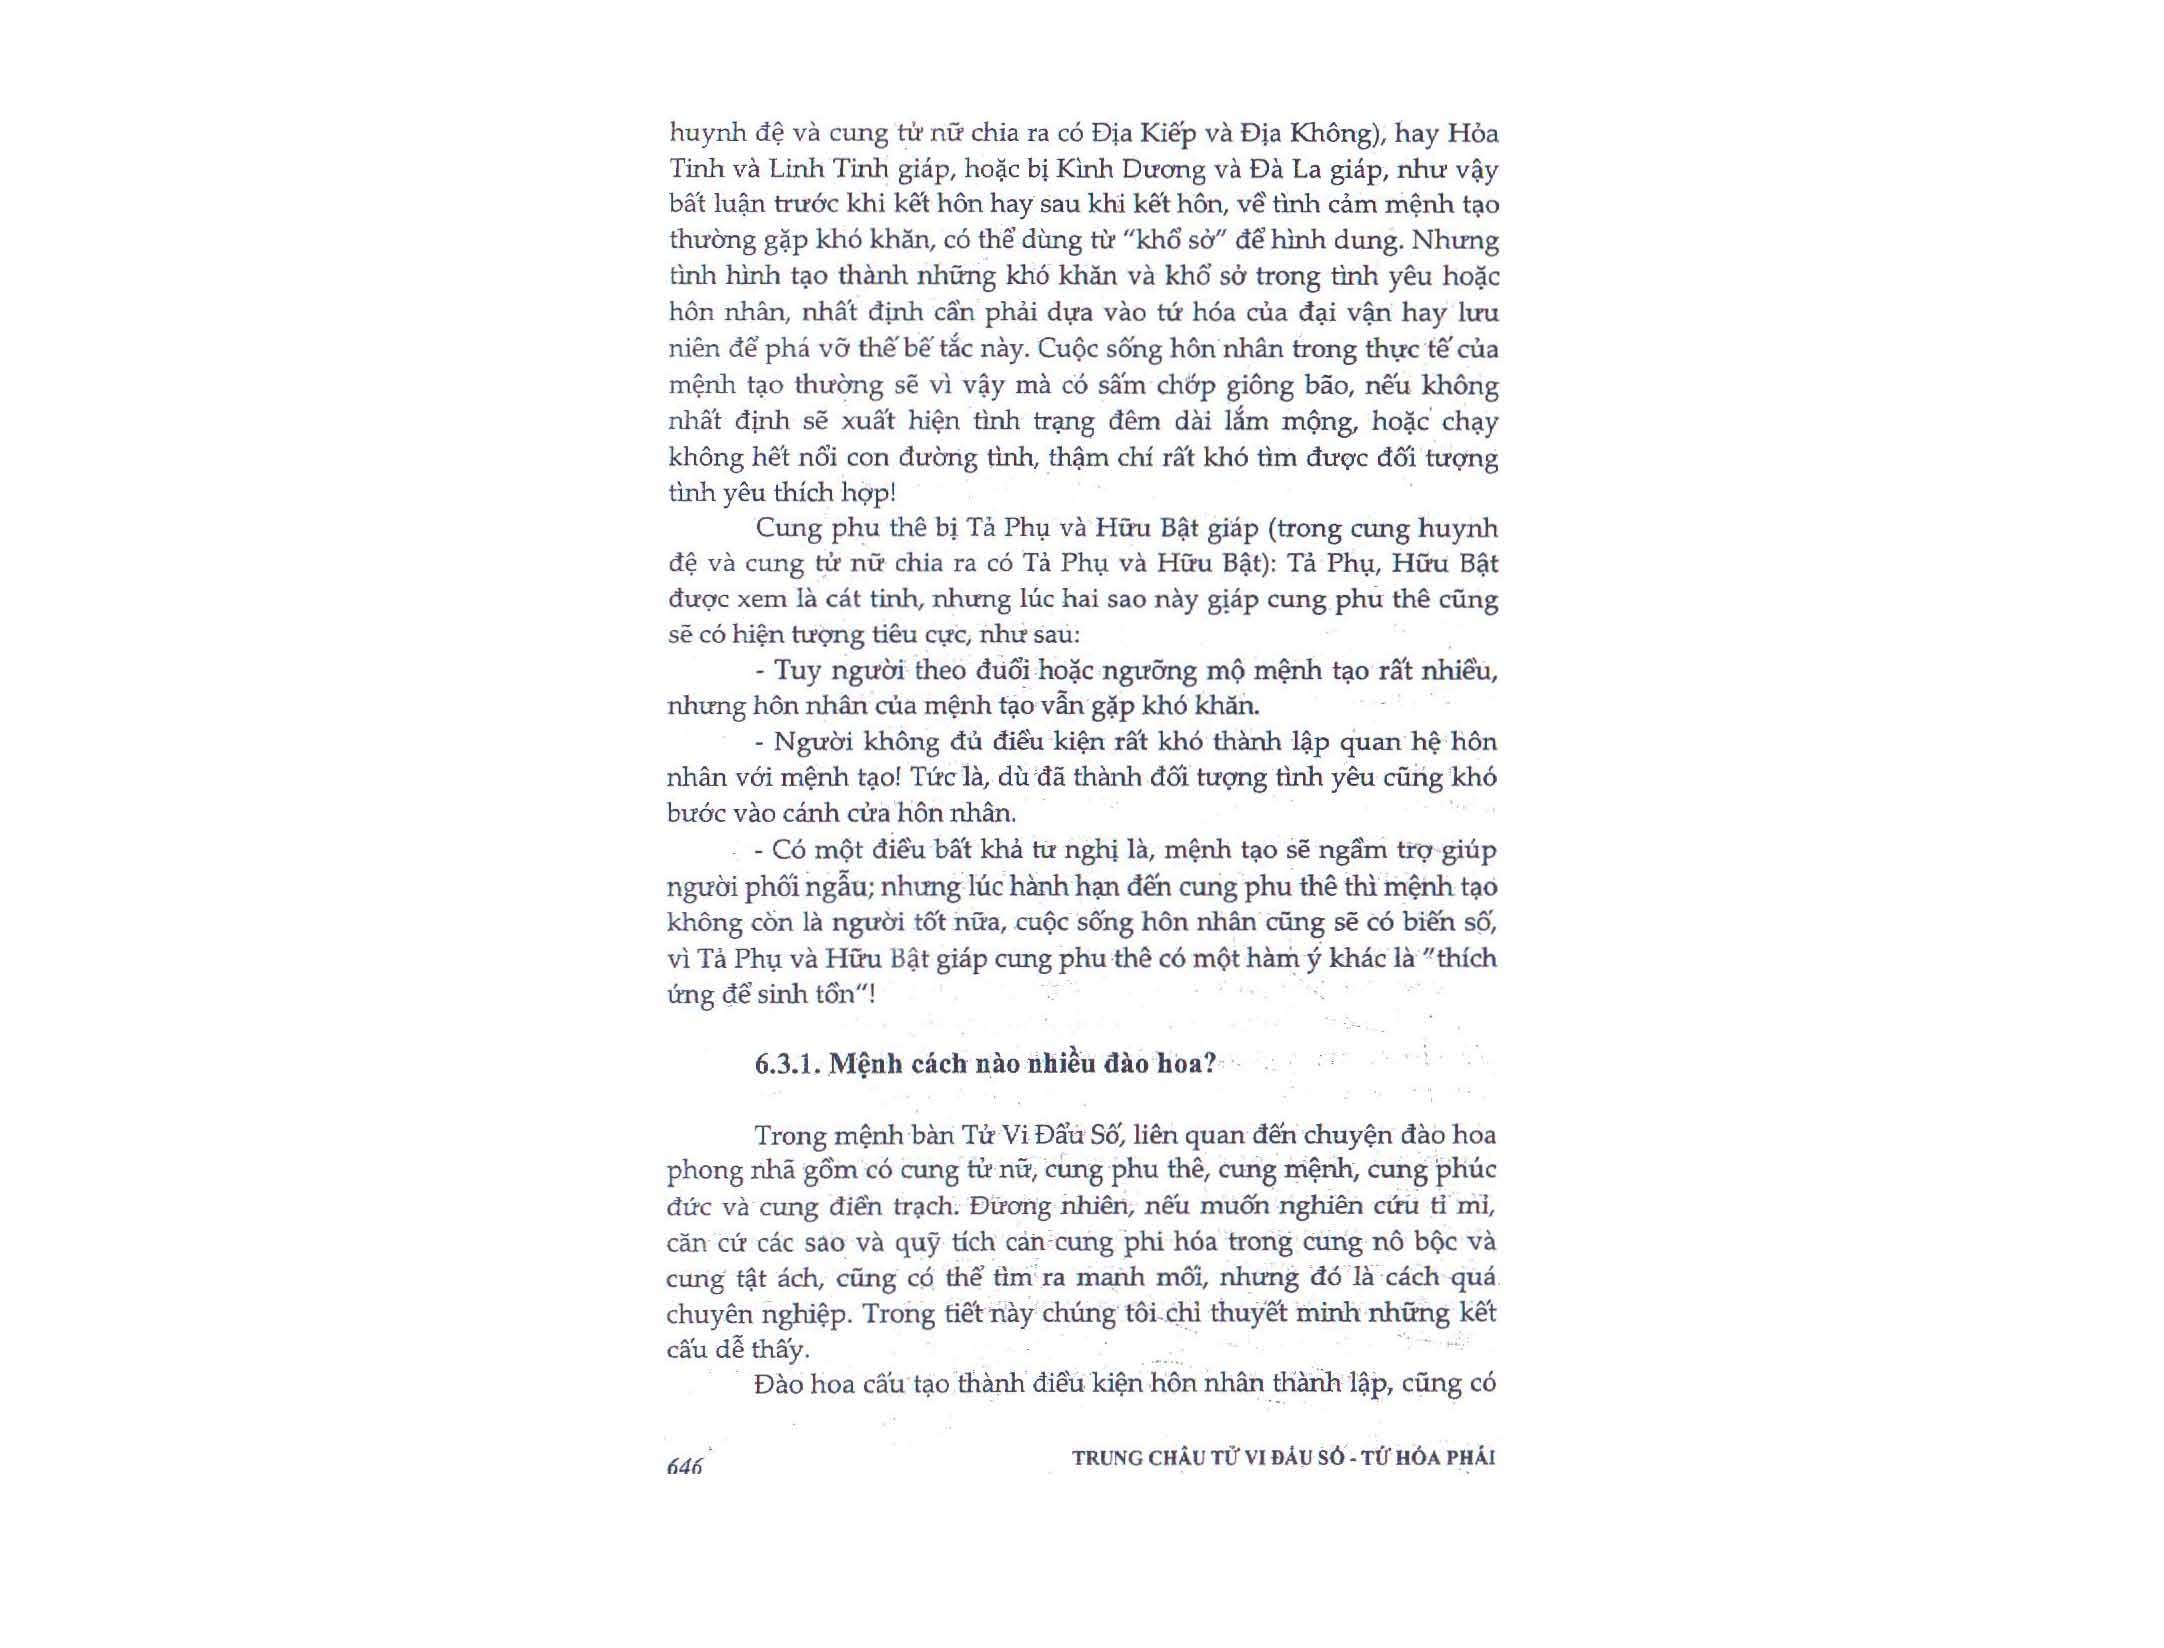 huynh đệ và cung tử nữ chia ra có Địa Kiếp và Địa Không), hay Hỏa
Tinh và Linh Tinh giáp, hoặc bị Kình Dương và Đà La giáp, như vậy
bất luận trước khi kết hôn hay sau khi kết hôn, về tình cảm mệnh tạo
thường gặp khó khăn, có thể dùng từ "khổ sở" để hình dung. Nhưng
tình hình tạo thành những khó khăn và khổ sở trong tình yêu hoặc
hôn nhân, nhất định cần phải dựa vào tứ hóa của đại vận hay lưu
niên để phá vỡ thế bế tắc này. Cuộc sống hôn nhân trong thực tế của
mệnh tạo thường sẽ vì vậy mà có sấm chớp giông bão, nếu không
nhất định sẽ xuất hiện tình trạng đêm dài lắm mộng, hoặc chạy
không hết nổi con đường tình, thậm chí rất khó tìm được đối tượng
tình yêu thích hợp!
Cung phu thê bị Tả Phụ và Hữu Bật giáp (trong cung huynh
đệ và cung tử nữ chia ra có Tả Phụ và Hữu Bật): Tả Phụ, Hữu Bật
được xem là cát tinh, nhưng lúc hai sao này giáp cung phu thê cũng
sẽ có hiện tượng tiêu cực, như sau:
- Tuy người theo đuổi hoặc ngưỡng mộ mệnh tạo rất nhiều,
nhưng hôn nhân của mệnh tạo vẫn gặp khó khăn.
- Người không đủ điều kiện rất khó thành lập quan hệ hôn
nhân với mệnh tạo! Tức là, dù đã thành đối tượng tình yêu cũng khó
bước vào cánh cửa hôn nhân.
- Có một điều bất khả tư nghị là, mệnh tạo sẽ ngầm trợ giúp
người phối ngẫu; nhưng lúc hành hạn đến cung phu thê thì mệnh tạo
không còn là người tốt nữa, cuộc sống hôn nhân cũng sẽ có biến số,
vì Tả Phụ và Hữu Bật giáp cung phu thê có một hàm ý khác là "thích
ứng để sinh tồn"!
6.3.1. Mệnh cách nào nhiều đào hoa?
Trong mệnh bàn Tử Vi Đẩu Số, liên quan đến chuyện đào hoa
phong nhã gồm có cung tử nữ, cung phu thê, cung mệnh, cung phúc
đức và cung điền trạch. Đương nhiên, nếu muốn nghiên cứu tỉ mỉ,
căn cứ các sao và quỹ tích can cung phi hóa trong cung nô bộc và
cung tật ách, cũng có thể tìm ra manh mối, nhưng đó là cách quá
chuyên nghiệp. Trong tiết này chúng tôi chỉ thuyết minh những kết
cấu dễ thấy.
Đào hoa cấu tạo thành điều kiện hôn nhân thành lập, cũng có
646
TRUNG CHÂU TỬ VI ĐẨU SỐ - TỨ HÓA PHÁI